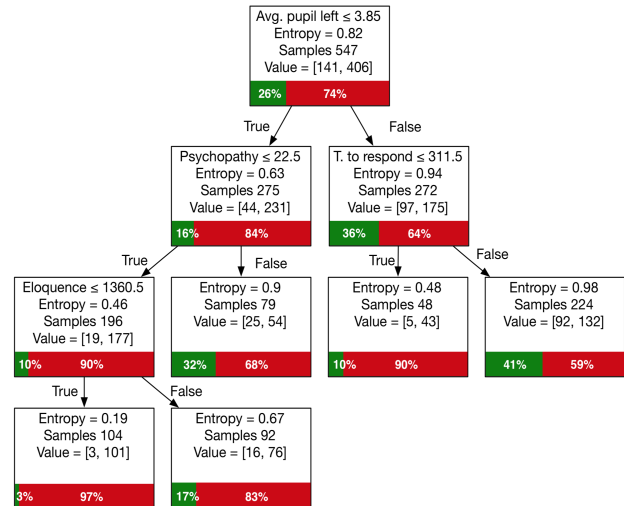 Avg. pupil left ≤ 3.85
Entropy = 0.82
Samples 547
Value = [141, 406]
26% 74%
True False
Psychopathy ≤ 22.5
Entropy = 0.63
Samples 275
Value = [44, 231]
16% 84%
T. to respond ≤ 311.5
Entropy = 0.94
Samples 272
Value = [97, 175]
36% 64%
True False
True False
Eloquence ≤ 1360.5
Entropy = 0.46
Samples 196
Value = [19, 177]
10% 90%
Entropy = 0.9
Samples 79
Value = [25, 54]
32% 68%
Entropy = 0.48
Samples 48
Value = [5, 43]
10% 90%
Entropy = 0.98
Samples 224
Value = [92, 132]
41% 59%
True False
Entropy = 0.19
Samples 104
Value = [3, 101]
3% 97%
Entropy = 0.67
Samples 92
Value = [16, 76]
17% 83%